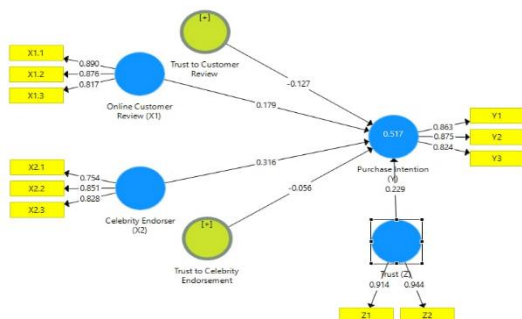 [+]
Trust to Customer
Review
X1.1
X1.2
X1.3
0.890
0.876
0.817
Online Customer
Review (X1)
-0.127
0.179
0.316
-0.056
0.517
Purchase Intention
(Y)
0.863
0.875
0.824
Y1
Y2
Y3
0.229
X2.1
X2.2
X2.3
0.754
0.851
0.828
Celebrity Endorser
(X2)
[+]
Trust to Celebrity
Endorsement
Trust (Z)
0.914
0.944
Z1
Z2